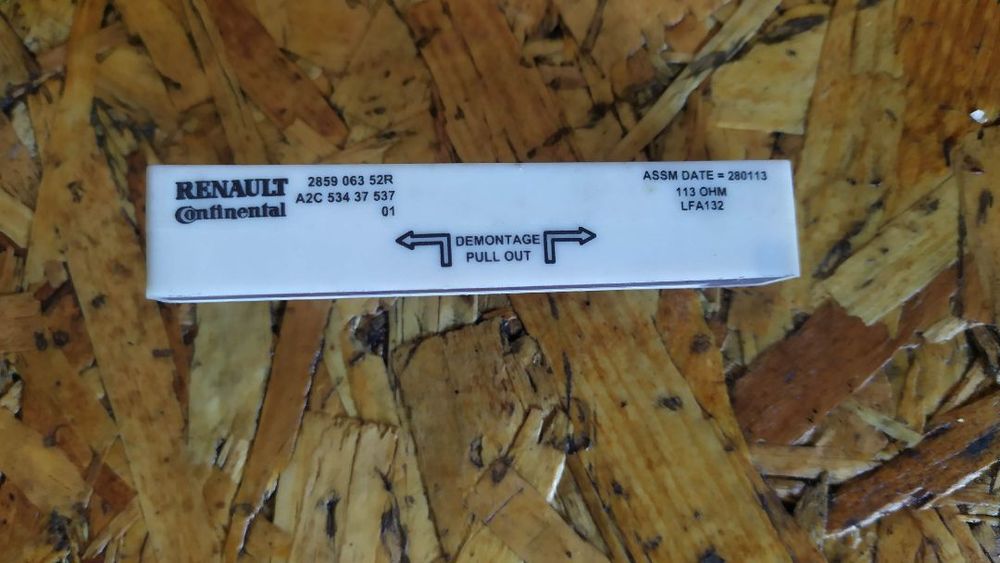 RENAULT 2859 063 52R
Continental A2C 534 37 537
01
ASSM DATE = 280113
113 OHM
LFA132
DEMONTAGE
PULL OUT